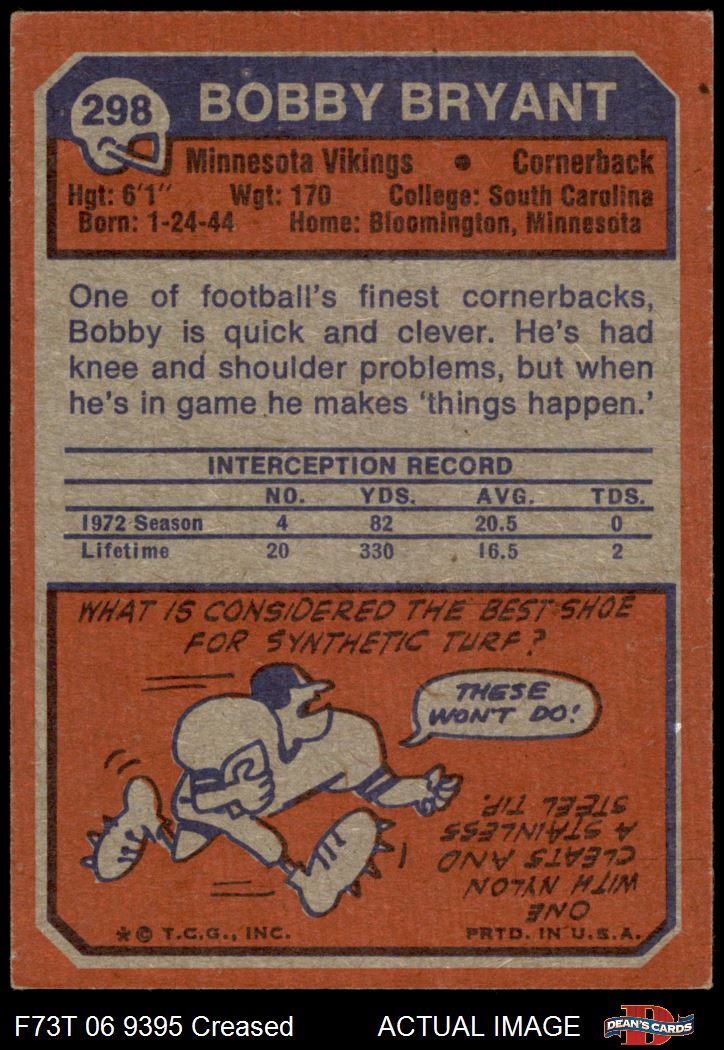 298 BOBBY BRYANT
Minnesota Vikings • Cornerback
Hgt: 6'1" Wgt: 170 College: South Carolina
Born: 1-24-44 Home: Bloomington, Minnesota
One of football's finest cornerbacks,
Bobby is quick and clever. He's had
knee and shoulder problems, but when
he's in game he makes 'things happen.'
INTERCEPTION RECORD
NO. YDS. AVG. TDS.
1972 Season 4 82 20.5 0
Lifetime 20 330 16.5 2
WHAT IS CONSIDERED THE BEST SHOE
FOR SYNTHETIC TURF?
THESE
WON'T DO!
ONE
WITH NYLON
CLEATS AND
A STAINLESS
STEEL TIP.
*© T.C.G., INC. PRTD. IN U.S.A.
F73T 06 9395 Creased ACTUAL IMAGE
D
DEAN'S CARDS